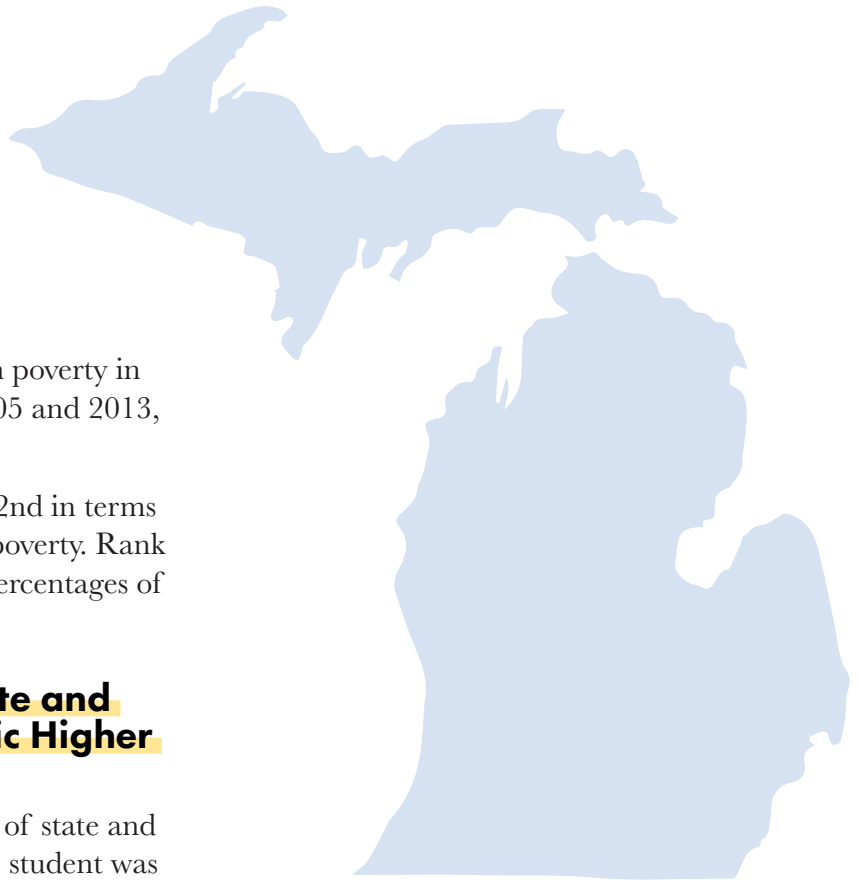 poverty in
05 and 2013,
2nd in terms
poverty. Rank
ercentages of
te and
ic Higher
of state and
student was